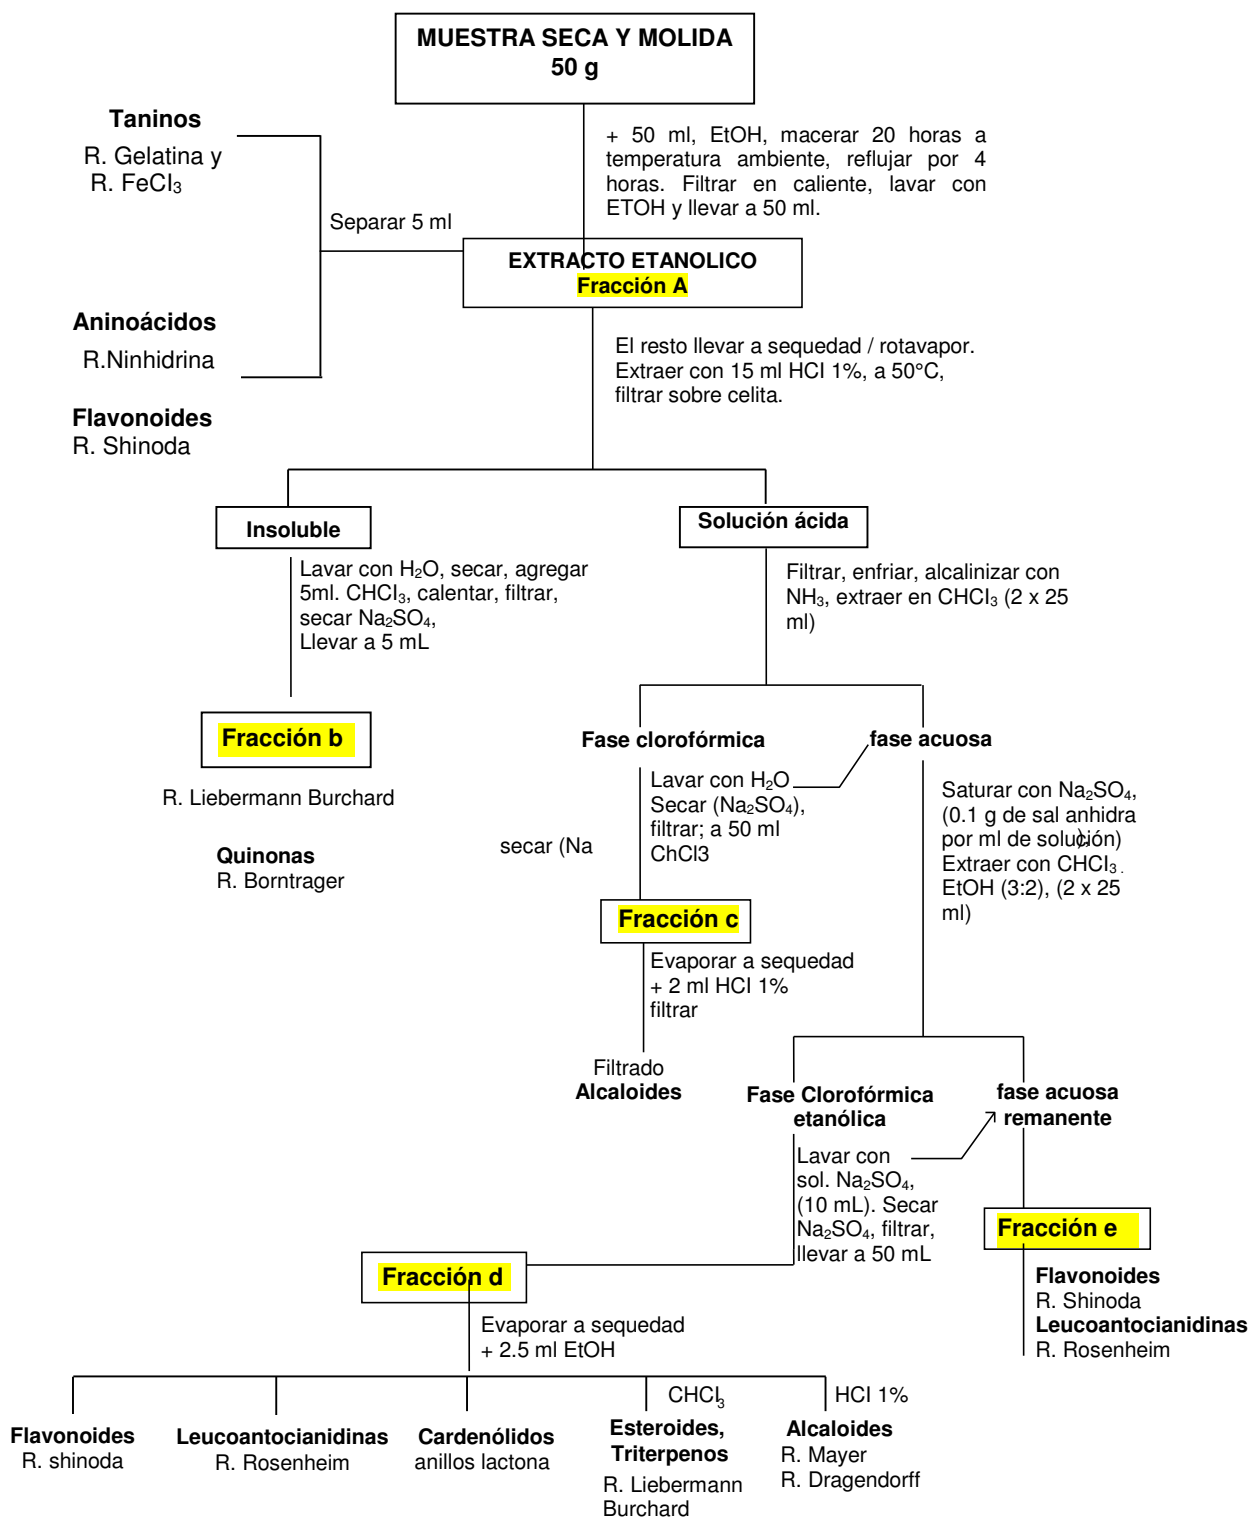 MUESTRA SECA Y MOLIDA
50 g
Taninos
R. Gelatina y
R. FeCl₃
+ 50 ml, EtOH, macerar 20 horas a
temperatura ambiente, reflujar por 4
horas. Filtrar en caliente, lavar con
ETOH y llevar a 50 ml.
Separar 5 ml
EXTRACTO ETANOLICO
Fracción A
Aninoácidos
R.Ninhidrina
El resto llevar a sequedad / rotavapor.
Extraer con 15 ml HCl 1%, a 50°C,
filtrar sobre celita.
Flavonoides
R. Shinoda
Insoluble
Solución ácida
Lavar con H₂O, secar, agregar
5ml. CHCl₃, calentar, filtrar,
secar Na₂SO₄,
Llevar a 5 mL
Filtrar, enfriar, alcalinizar con
NH₃, extraer en CHCl₃ (2 x 25
ml)
Fracción b
R. Liebermann Burchard
Quinonas
R. Borntrager
Fase clorofórmica
fase acuosa
Lavar con H₂O
Secar (Na₂SO₄),
filtrar; a 50 ml
ChCl3
secar (Na
Saturar con Na₂SO₄,
(0.1 g de sal anhidra
por ml de solución)
Extraer con CHCl₃.
EtOH (3:2), (2 x 25
ml)
Fracción c
Evaporar a sequedad
+ 2 ml HCl 1%
filtrar
Filtrado
Alcaloides
Fase Clorofórmica
etanólica
fase acuosa
remanente
Lavar con
sol. Na₂SO₄,
(10 mL). Secar
Na₂SO₄, filtrar,
llevar a 50 mL
Fracción e
Flavonoides
R. Shinoda
Leucoantocianidinas
R. Rosenheim
Fracción d
Evaporar a sequedad
+ 2.5 ml EtOH
CHCl₃
HCl 1%
Flavonoides
R. shinoda
Leucoantocianidinas
R. Rosenheim
Cardenólidos
anillos lactona
Esteroides,
Triterpenos
R. Liebermann
Burchard
Alcaloides
R. Mayer
R. Dragendorff